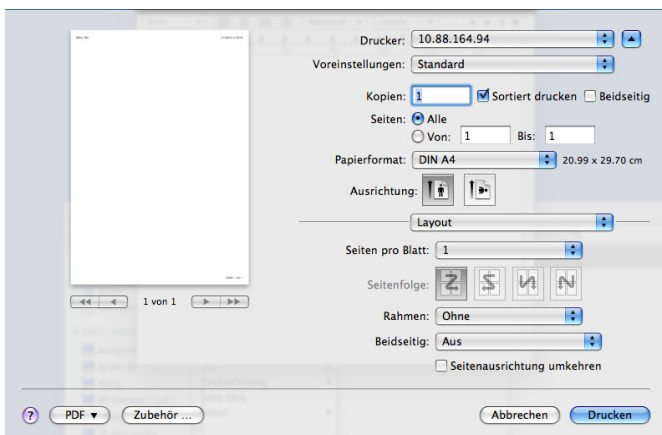 Drucker: 10.88.164.94
Voreinstellungen: Standard
Kopien: 1 Sortiert drucken Beidseitig
Seiten: Alle
Von: 1 Bis: 1
Papierformat: DIN A4 20.99 x 29.70 cm
Ausrichtung:
Layout
Seiten pro Blatt: 1
Seitenfolge:
Rahmen: Ohne
Beidseitig: Aus
Seitenausrichtung umkehren
1 von 1
? PDF ▼ Zubehör ... Abbrechen Drucken